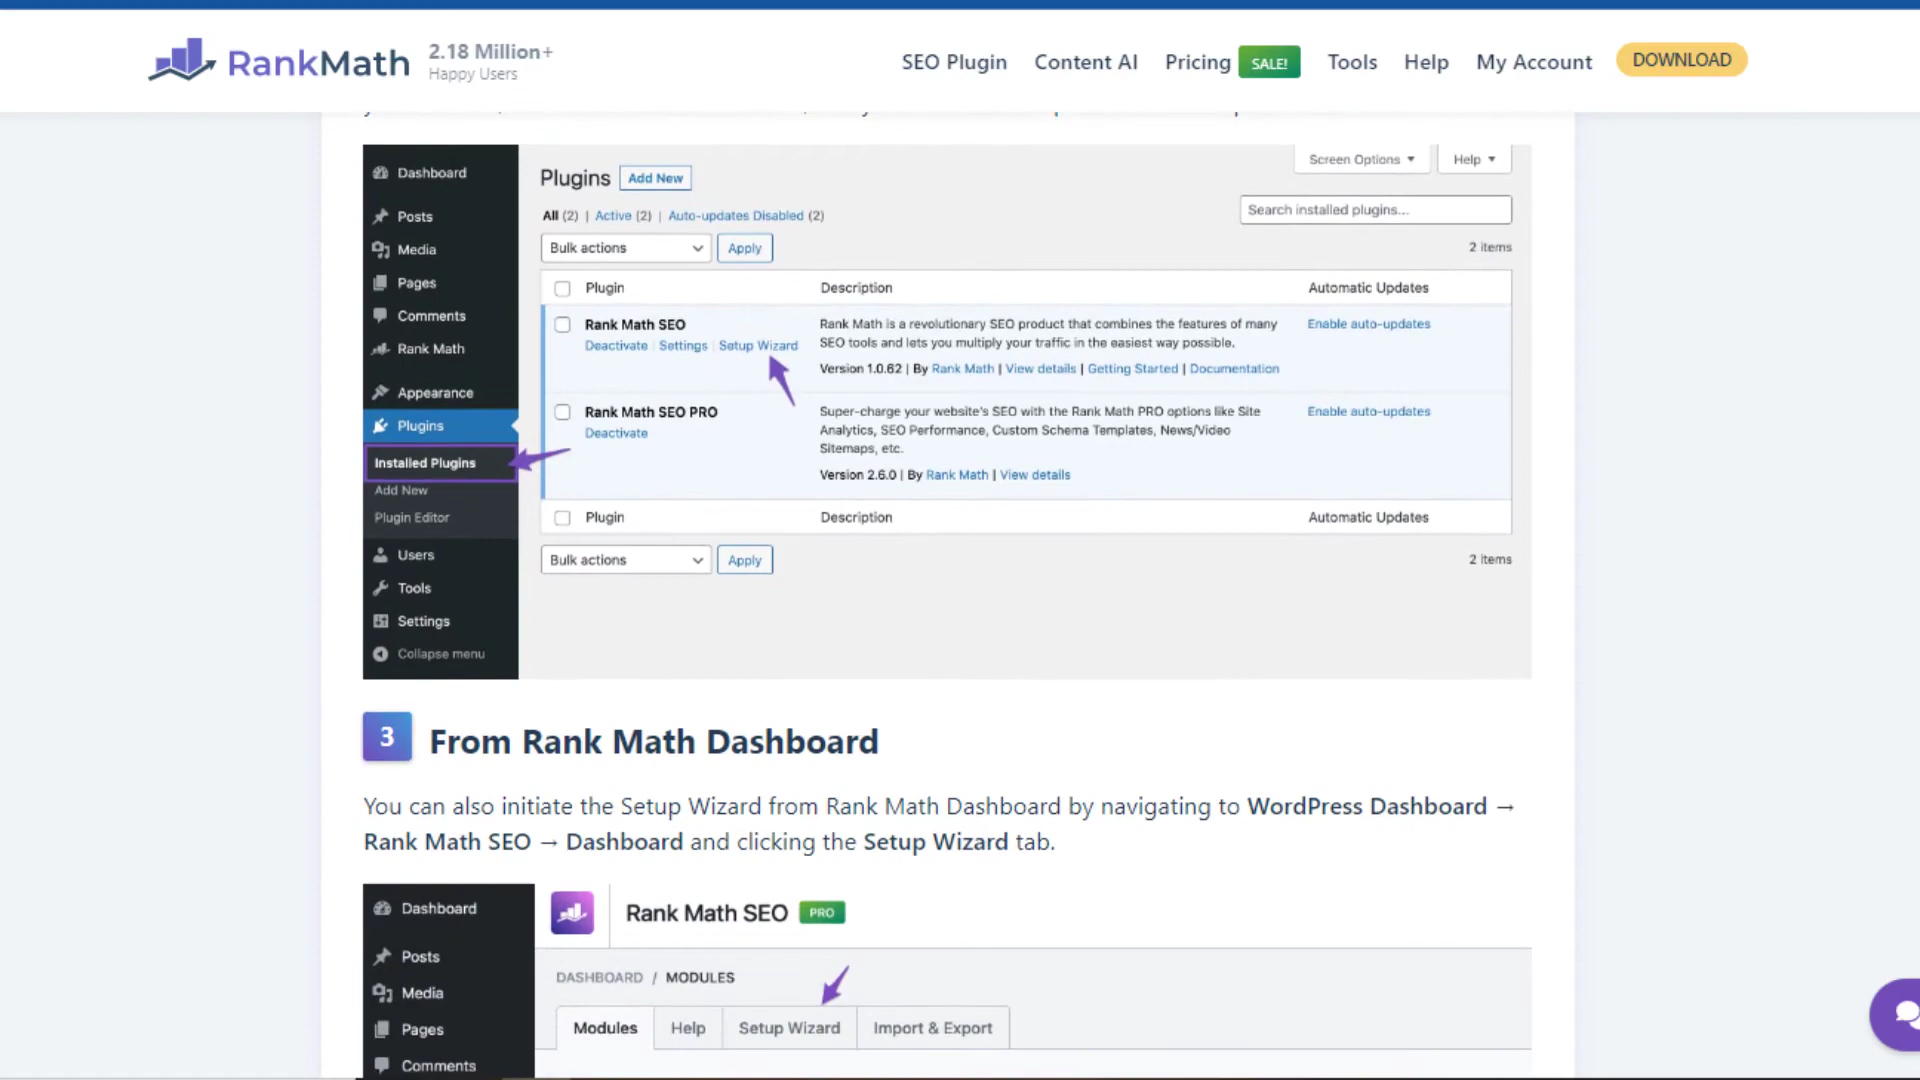 RankMath
2.18 Million+
Happy Users
SEO Plugin
Content AI
Pricing
SALE!
Tools
Help
My Account
DOWNLOAD
Dashboard
Posts
Media
Pages
Comments
Rank Math
Appearance
Plugins
Installed Plugins
Add New
Plugin Editor
Users
Tools
Settings
Collapse menu
Screen Options ▼
Help ▼
Plugins
Add New
All (2) | Active (2) | Auto-updates Disabled (2)
Search installed plugins...
Bulk actions
Apply
2 items
Plugin
Description
Automatic Updates
Rank Math SEO
Deactivate | Settings | Setup Wizard
Rank Math is a revolutionary SEO product that combines the features of many
SEO tools and lets you multiply your traffic in the easiest way possible.
Version 1.0.62 | By Rank Math | View details | Getting Started | Documentation
Enable auto-updates
Rank Math SEO PRO
Deactivate
Super-charge your website's SEO with the Rank Math PRO options like Site
Analytics, SEO Performance, Custom Schema Templates, News/Video
Sitemaps, etc.
Version 2.6.0 | By Rank Math | View details
Enable auto-updates
Plugin
Description
Automatic Updates
Bulk actions
Apply
2 items
3
From Rank Math Dashboard
You can also initiate the Setup Wizard from Rank Math Dashboard by navigating to WordPress Dashboard →
Rank Math SEO → Dashboard and clicking the Setup Wizard tab.
Dashboard
Posts
Media
Pages
Comments
Rank Math SEO
PRO
DASHBOARD / MODULES
Modules
Help
Setup Wizard
Import & Export